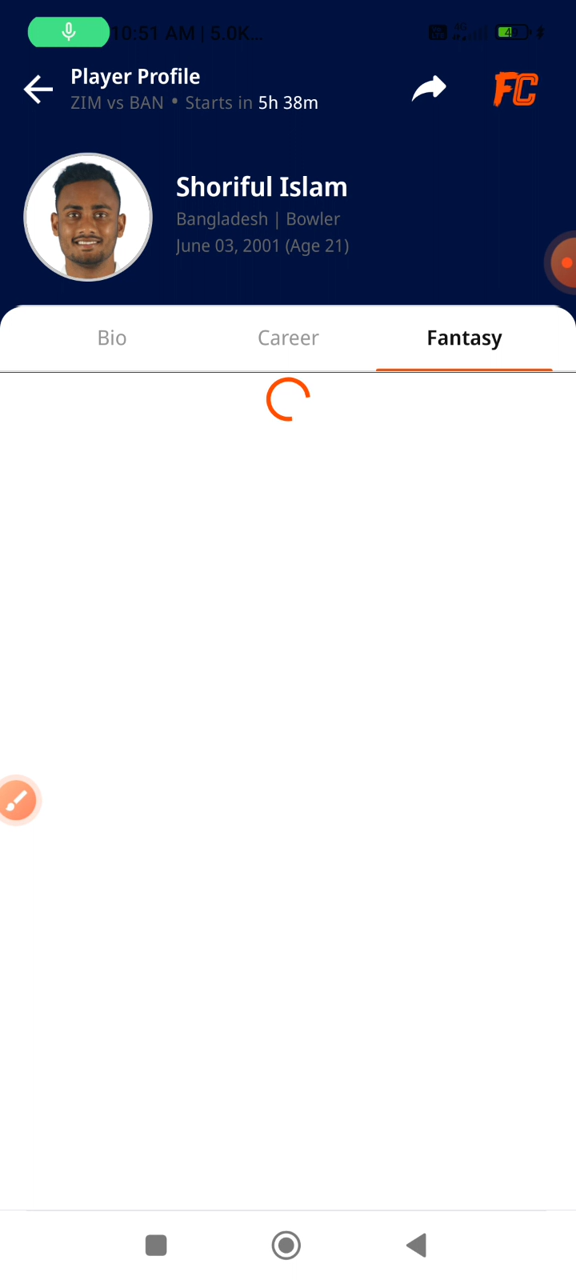 10:51 AM | 5.0K...
Player Profile
ZIM vs BAN • Starts in 5h 38m
FC
Shoriful Islam
Bangladesh | Bowler
June 03, 2001 (Age 21)
Bio
Career
Fantasy